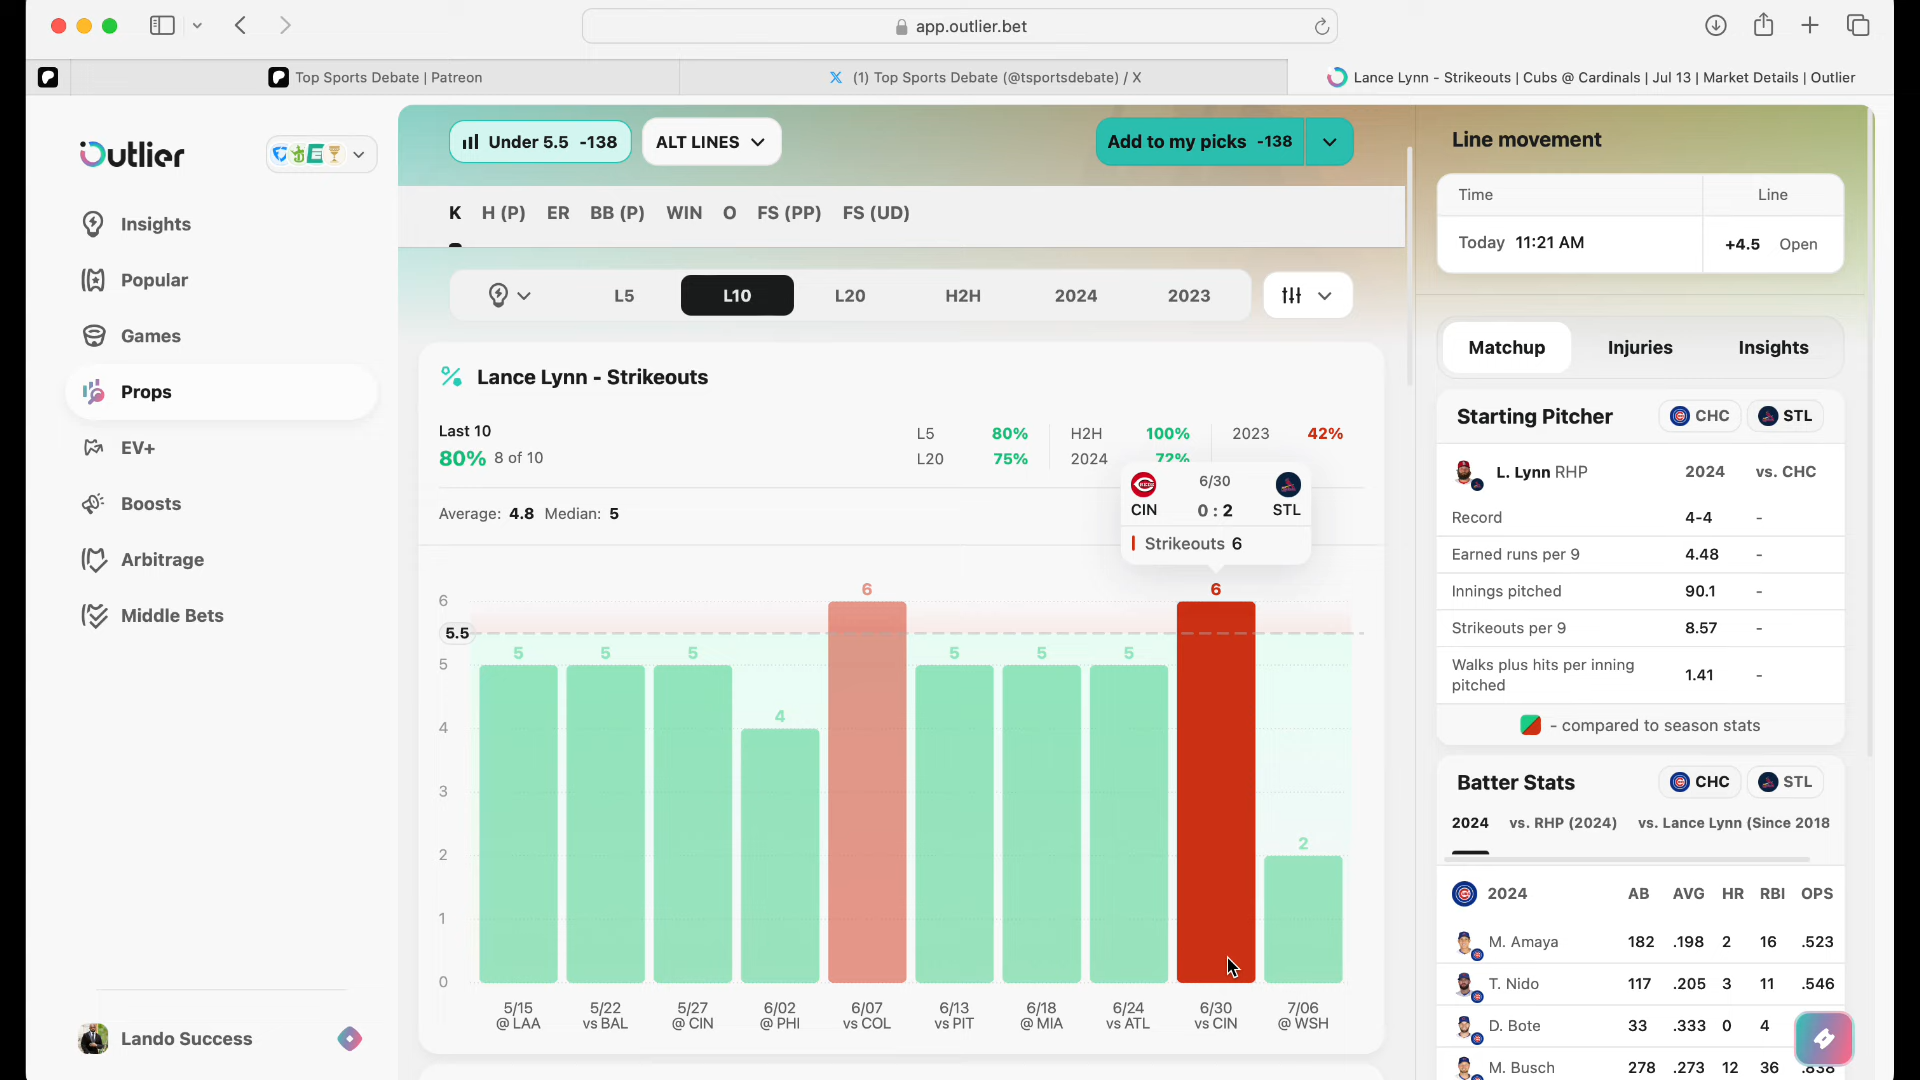 app.outlier.bet
Top Sports Debate | Patreon
(1) Top Sports Debate (@tsportsdebate) / X
Lance Lynn - Strikeouts | Cubs @ Cardinals | Jul 13 | Market Details | Outlier
Outlier
Insights
Popular
Games
Props
EV+
Boosts
Arbitrage
Middle Bets
Lando Success
Under 5.5 -138
ALT LINES
Add to my picks -138
K H (P) ER BB (P) WIN O FS (PP) FS (UD)
L5 L10 L20 H2H 2024 2023
Lance Lynn - Strikeouts
Last 10
80% 8 of 10
L5 80% H2H 100% 2023 42%
L20 75% 2024 72%
Average: 4.8 Median: 5
6/30
CIN 0 : 2 STL
Strikeouts 6
6
5.5
5
4
3
2
1
0
5 5 5 4 6 5 5 5 6 2
5/15 5/22 5/27 6/02 6/07 6/13 6/18 6/24 6/30 7/06
@ LAA vs BAL @ CIN @ PHI vs COL vs PIT @ MIA vs ATL vs CIN @ WSH
Line movement
Time Line
Today 11:21 AM +4.5 Open
Matchup Injuries Insights
Starting Pitcher CHC STL
L. Lynn RHP 2024 vs. CHC
Record 4-4 -
Earned runs per 9 4.48 -
Innings pitched 90.1 -
Strikeouts per 9 8.57 -
Walks plus hits per inning
pitched 1.41 -
- compared to season stats
Batter Stats CHC STL
2024 vs. RHP (2024) vs. Lance Lynn (Since 2018
2024 AB AVG HR RBI OPS
M. Amaya 182 .198 2 16 .523
T. Nido 117 .205 3 11 .546
D. Bote 33 .333 0 4
M. Busch 278 .273 12 36 .838